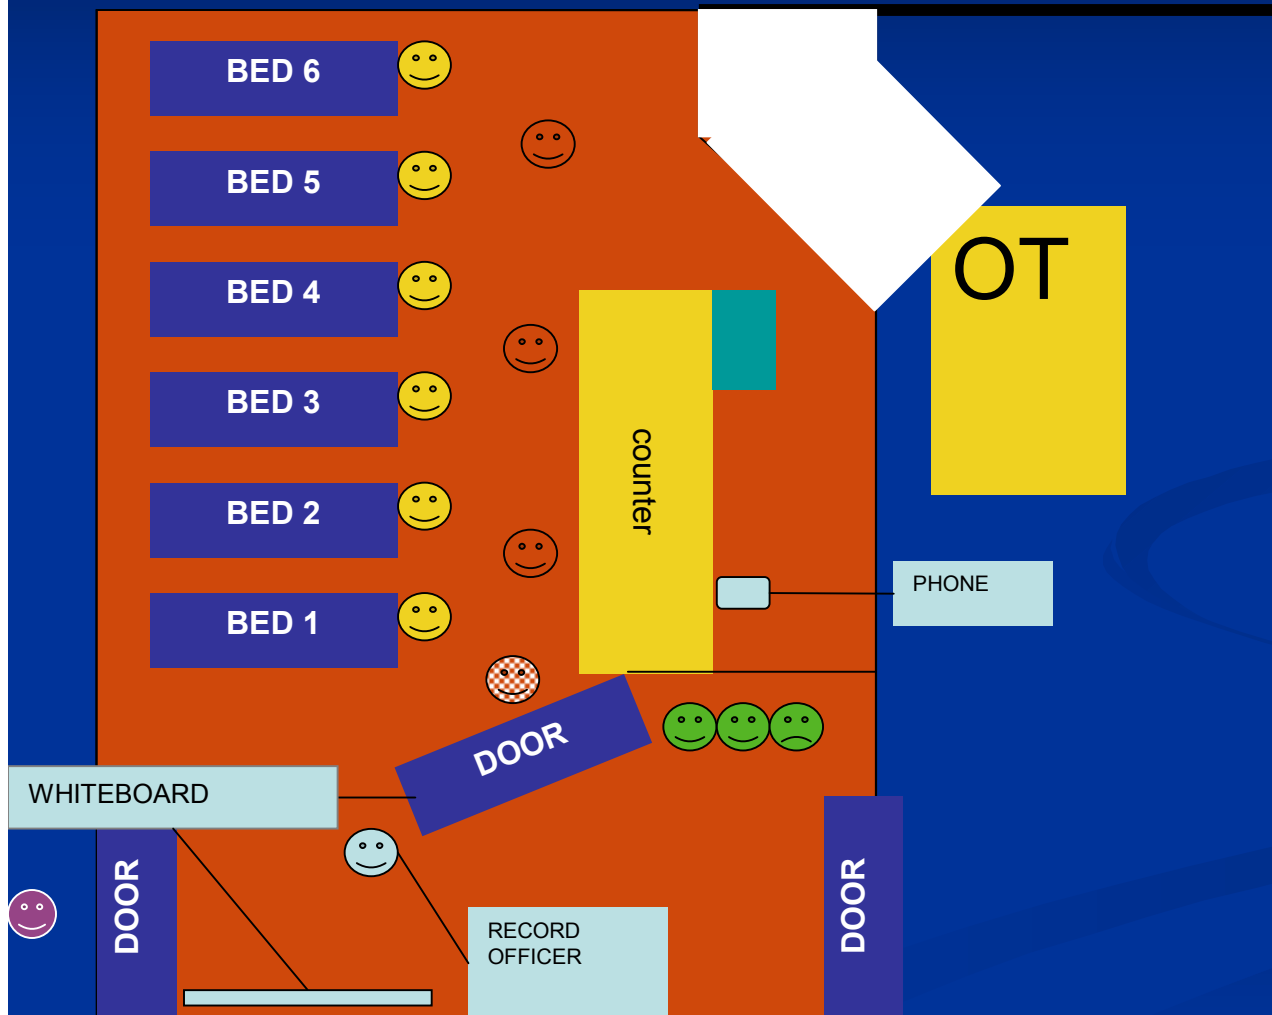 BED 6
BED 5
OT
BED 4
BED 3
counter
BED 2
PHONE
BED 1
DOOR
WHITEBOARD
DOOR
DOOR
RECORD
OFFICER